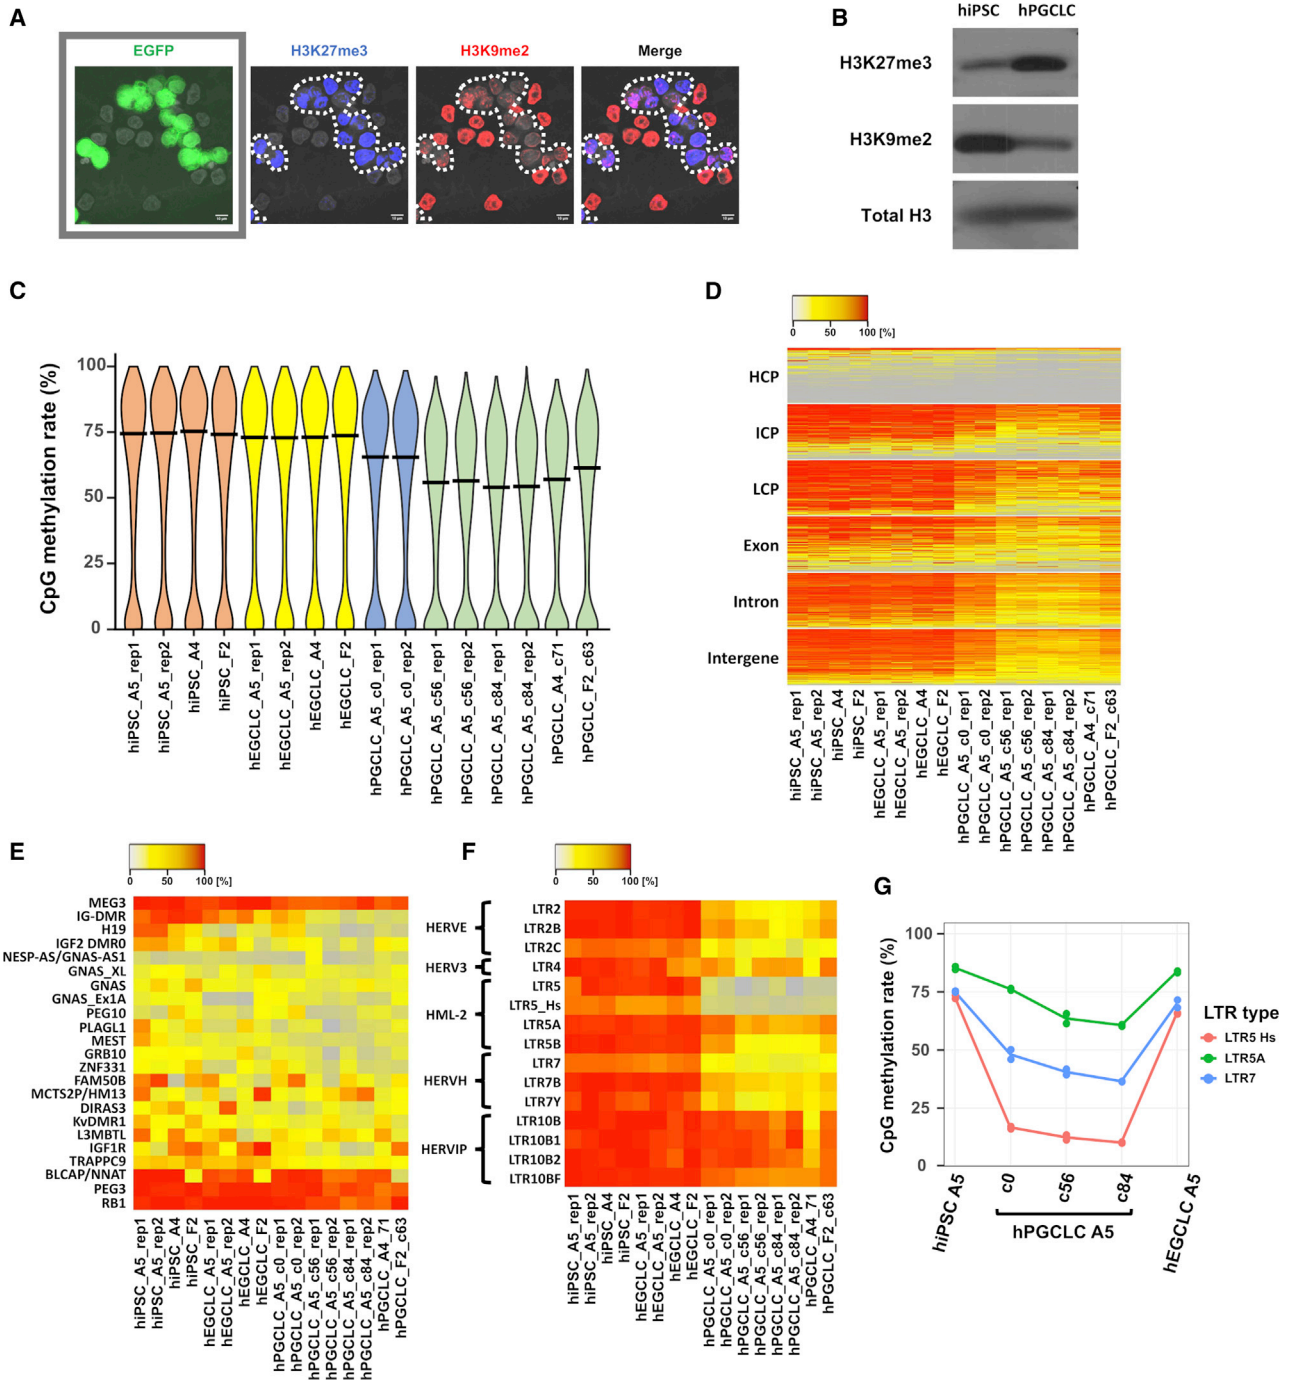 A
EGFP
H3K27me3
H3K9me2
Merge
B
hiPSC hPGCLC
H3K27me3
H3K9me2
Total H3
C
CpG methylation rate (%)
100
75
50
25
0
hiPSC_A5_rep1
hiPSC_A5_rep2
hiPSC_A4
hiPSC_F2
hEGCLC_A5_rep1
hEGCLC_A5_rep2
hEGCLC_A4
hEGCLC_F2
hPGCLC_A5_c0_rep1
hPGCLC_A5_c0_rep2
hPGCLC_A5_c56_rep1
hPGCLC_A5_c56_rep2
hPGCLC_A5_c84_rep1
hPGCLC_A5_c84_rep2
hPGCLC_A4_c71
hPGCLC_F2_c63
D
0 50 100 [%]
HCP
ICP
LCP
Exon
Intron
Intergene
hiPSC_A5_rep1
hiPSC_A5_rep2
hiPSC_A4
hiPSC_F2
hEGCLC_A5_rep1
hEGCLC_A5_rep2
hEGCLC_A4
hEGCLC_F2
hPGCLC_A5_c0_rep1
hPGCLC_A5_c0_rep2
hPGCLC_A5_c56_rep1
hPGCLC_A5_c56_rep2
hPGCLC_A5_c84_rep1
hPGCLC_A5_c84_rep2
hPGCLC_A4_c71
hPGCLC_F2_c63
E
0 50 100 [%]
MEG3
IG-DMR
H19
IGF2 DMR0
NESP-AS/GNAS-AS1
GNAS_XL
GNAS
GNAS_Ex1A
PEG10
PLAGL1
MEST
GRB10
ZNF331
FAM50B
MCTS2P/HM13
DIRAS3
KvDMR1
L3MBTL
IGF1R
TRAPPC9
BLCAP/NNAT
PEG3
RB1
hiPSC_A5_rep1
hiPSC_A5_rep2
hiPSC_A4
hiPSC_F2
hEGCLC_A5_rep1
hEGCLC_A5_rep2
hEGCLC_A4
hEGCLC_F2
hPGCLC_A5_c0_rep1
hPGCLC_A5_c0_rep2
hPGCLC_A5_c56_rep1
hPGCLC_A5_c56_rep2
hPGCLC_A5_c84_rep1
hPGCLC_A5_c84_rep2
hPGCLC_A4_71
hPGCLC_F2_c63
F
0 50 100 [%]
HERVE
HERV3
HML-2
HERVH
HERVIP
LTR2
LTR2B
LTR2C
LTR4
LTR5
LTR5_Hs
LTR5A
LTR5B
LTR7
LTR7B
LTR7Y
LTR10B
LTR10B1
LTR10B2
LTR10BF
hiPSC_A5_rep1
hiPSC_A5_rep2
hiPSC_A4
hiPSC_F2
hEGCLC_A5_rep1
hEGCLC_A5_rep2
hEGCLC_A4
hEGCLC_F2
hPGCLC_A5_c0_rep1
hPGCLC_A5_c0_rep2
hPGCLC_A5_c56_rep1
hPGCLC_A5_c56_rep2
hPGCLC_A5_c84_rep1
hPGCLC_A5_c84_rep2
hPGCLC_A4_71
hPGCLC_F2_c63
G
CpG methylation rate (%)
100
75
50
25
0
hiPSC A5
c0
c56
c84
hPGCLC A5
hEGCLC A5
LTR type
LTR5 Hs
LTR5A
LTR7